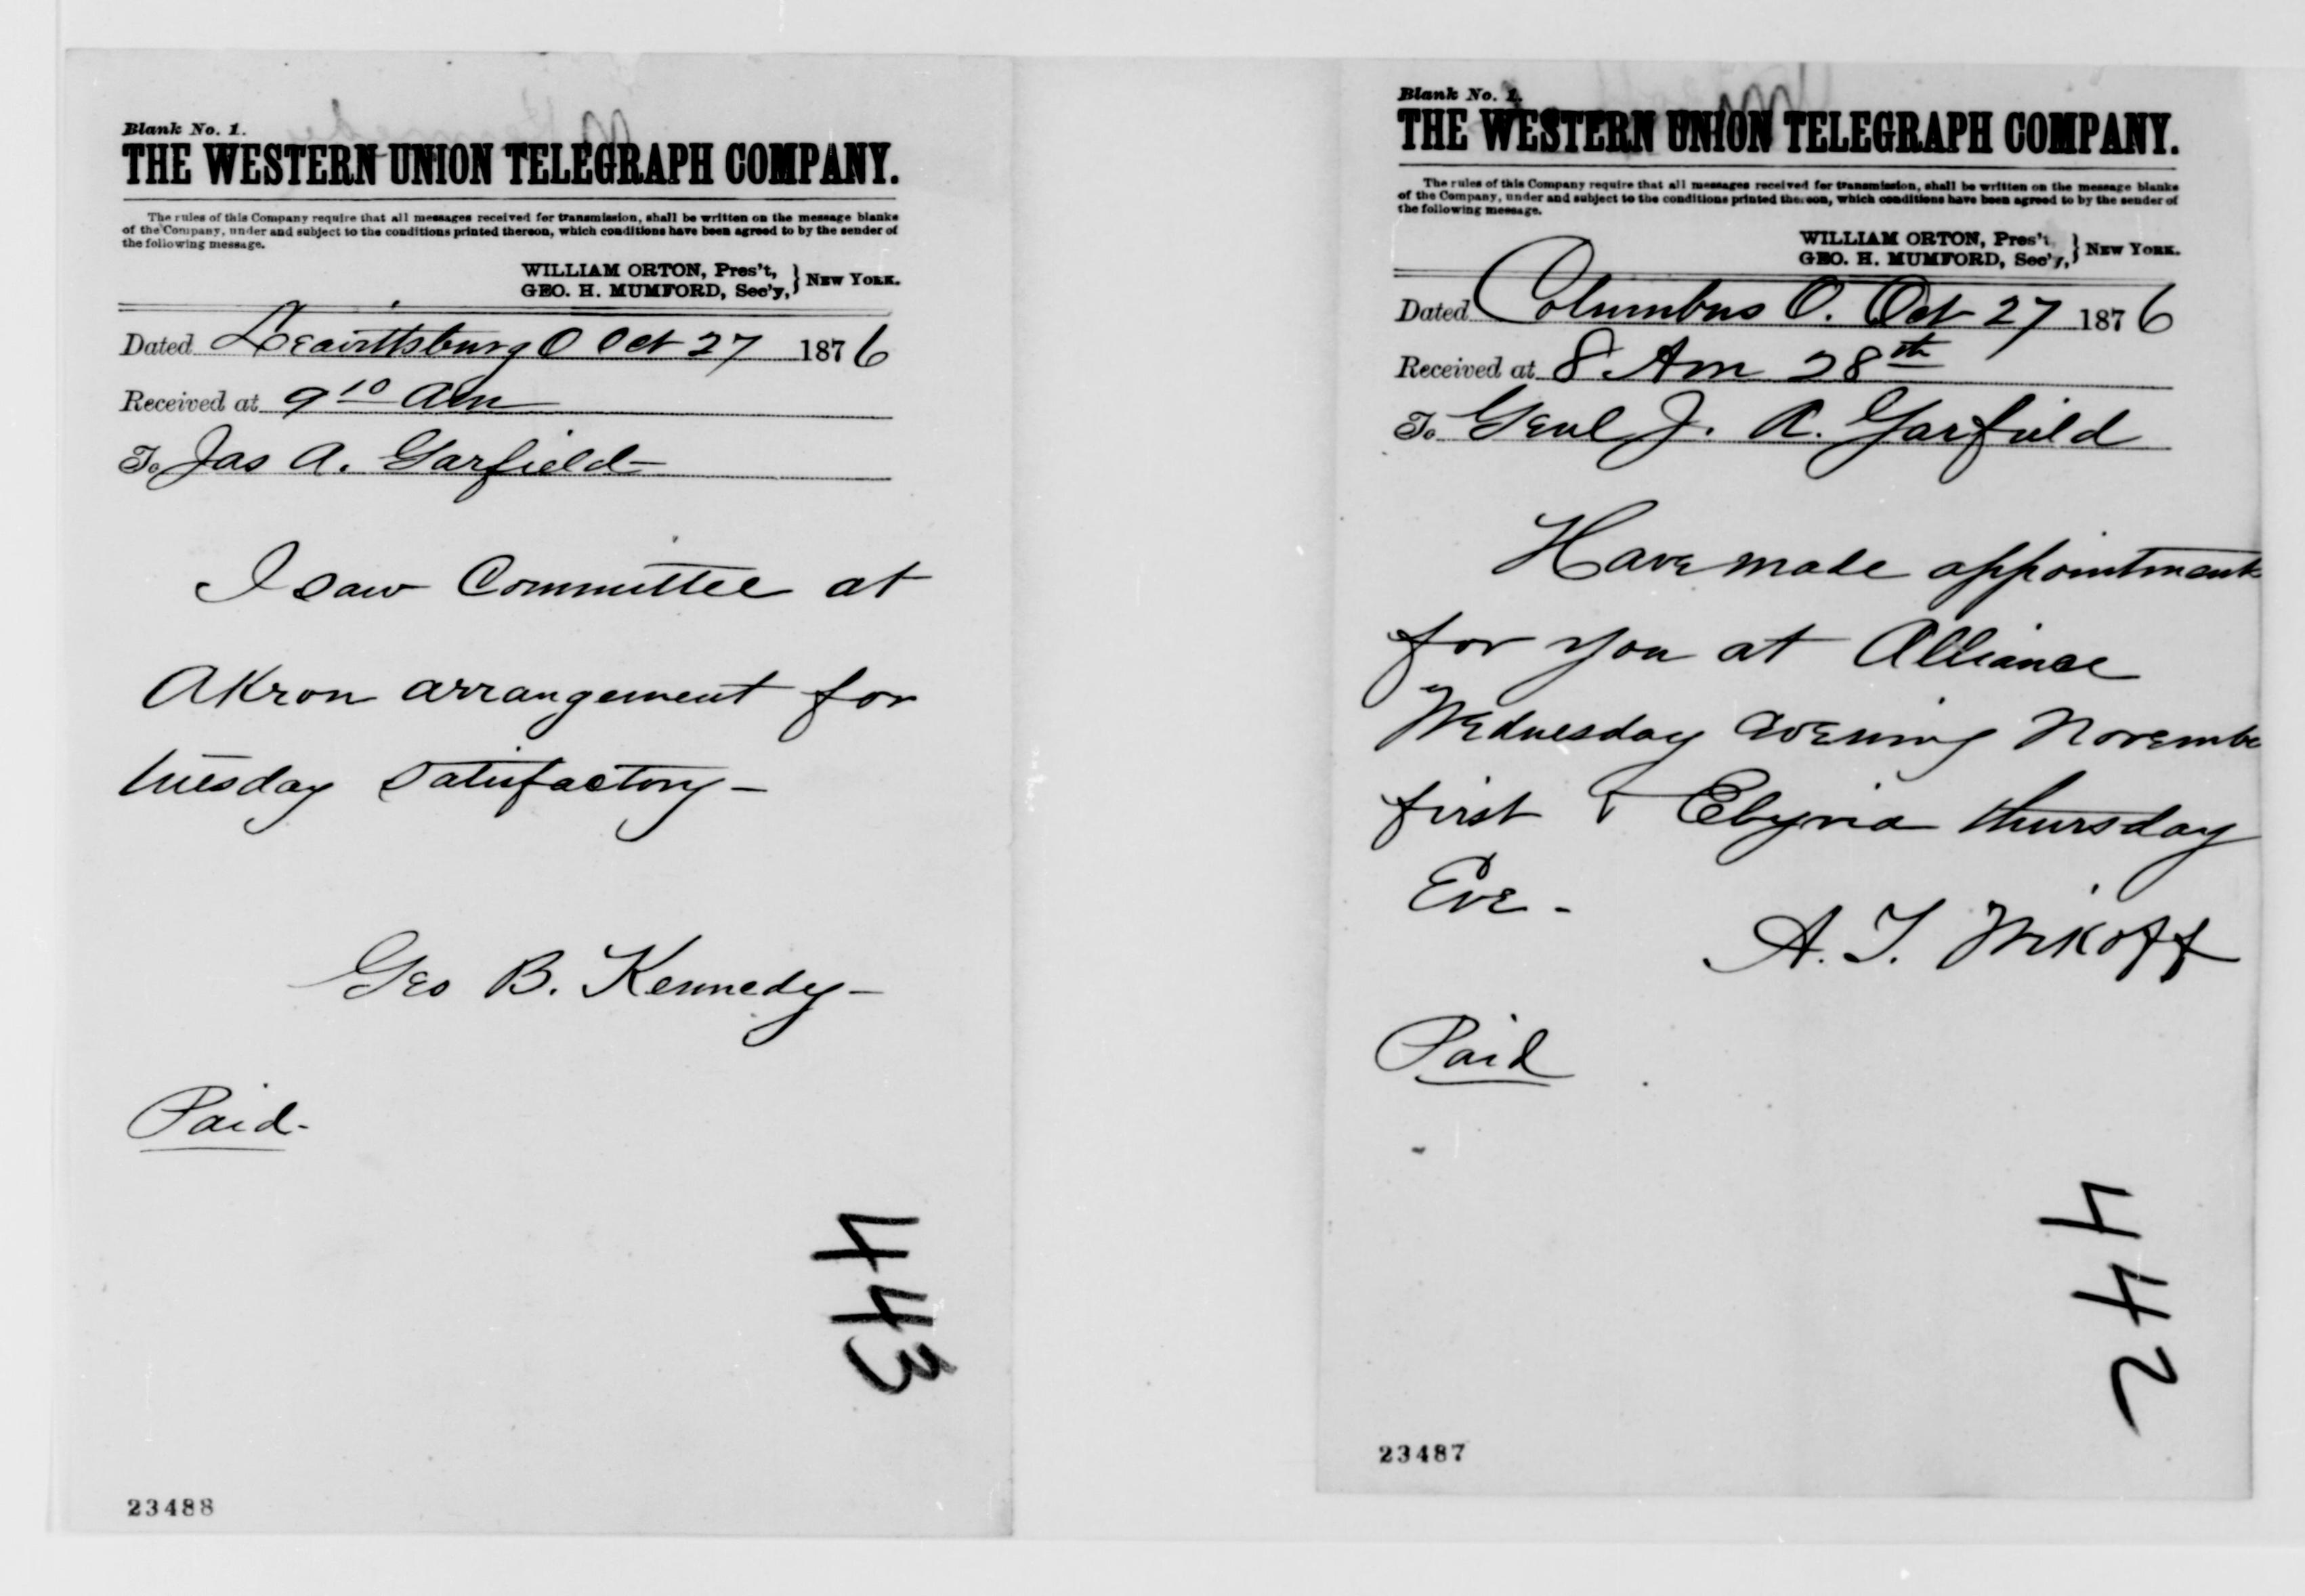 Blank No. 1.
THE WESTERN UNION TELEGRAPH COMPANY.
The rules of this Company require that all messages received for transmission, shall be written on the message blanks
of the Company, under and subject to the conditions printed thereon, which conditions have been agreed to by the sender of
the following message.
WILLIAM ORTON, Pres't,
GEO. H. MUMFORD, Sec'y, } NEW YORK.
Dated Leavittsburg O Oct 27 1876
Received at 9 10 am
To Jas A. Garfield
I saw Committee at
Akron arrangement for
tuesday satisfactory -
Geo B. Kennedy -
Paid -
443
23488
Blank No. 1.
THE WESTERN UNION TELEGRAPH COMPANY.
The rules of this Company require that all messages received for transmission, shall be written on the message blanks
of the Company, under and subject to the conditions printed thereon, which conditions have been agreed to by the sender of
the following message.
WILLIAM ORTON, Pres't,
GEO. H. MUMFORD, Sec'y, } NEW YORK.
Dated Columbus O. Oct 27 1876
Received at 8 Am 28th
To Genl J. A. Garfield
Have made appointments
for you at Alliance
Wednesday evening Novembe
first & Elyria thursday
Eve -
A. T. Wikoff
Paid
442
23487